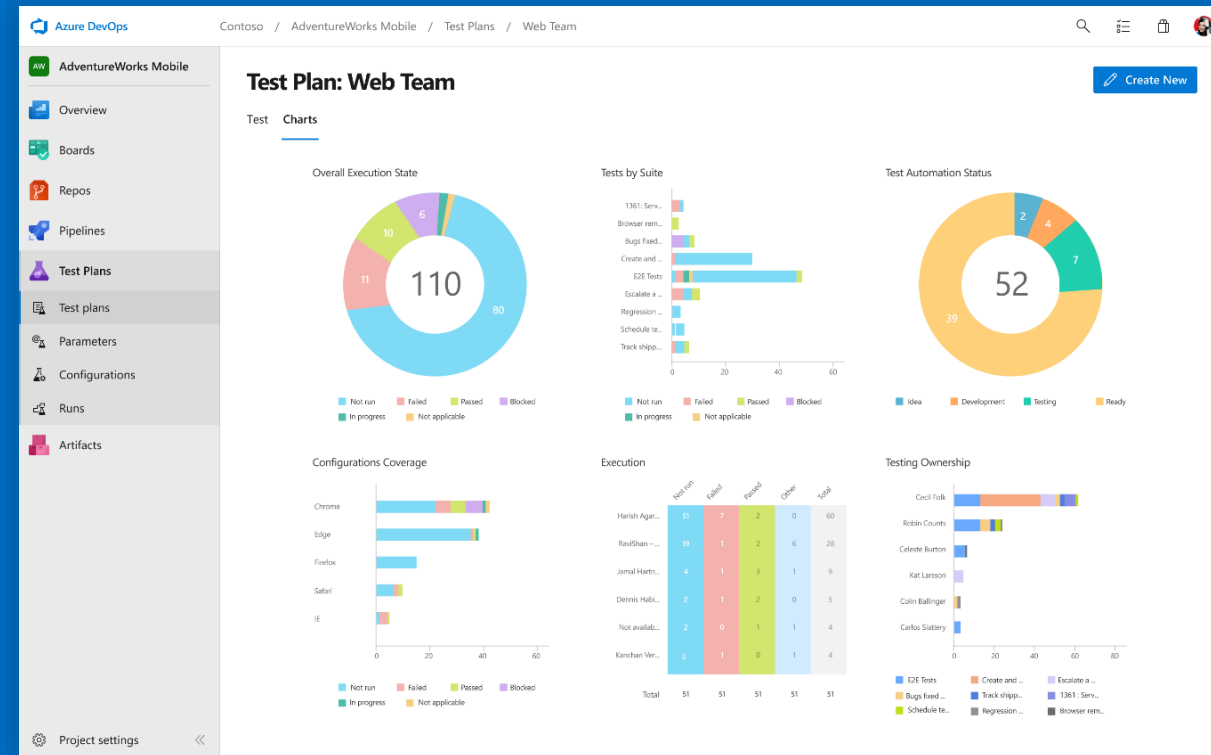 Azure DevOps
Contoso / AdventureWorks Mobile / Test Plans / Web Team
AW AdventureWorks Mobile
Overview
Boards
Repos
Pipelines
Test Plans
Test plans
Parameters
Configurations
Runs
Artifacts
Project settings
Test Plan: Web Team
Create New
Test Charts
Overall Execution State
110
6
10
11
80
Not run Failed Passed Blocked
In progress Not applicable
Tests by Suite
1361: Serv...
Browser rem...
Bugs fixed...
Create and ...
E2E Tests
Escalate a ...
Regression ...
Schedule te...
Track shipp...
0 20 40 60
Not run Failed Passed Blocked
In progress Not applicable
Test Automation Status
52
2
4
7
39
Idea Development Testing Ready
Configurations Coverage
Chrome
Edge
Firefox
Safari
IE
0 20 40 60
Not run Failed Passed Blocked
In progress Not applicable
Execution
Not run Failed Passed Other Total
Harish Agar... 51 7 2 0 60
RaviShan – ... 19 1 2 6 28
Jamal Hartn... 4 1 3 1 9
Dennis Habi... 2 1 2 0 5
Not availab... 2 0 1 1 4
Kanchan Ver... 2 1 0 1 4
Total 51 51 51 51 51
Testing Ownership
Cecil Folk
Robin Counts
Celeste Burton
Kat Larsson
Colin Ballinger
Carlos Slattery
0 20 40 60 80
E2E Tests Create and ... Escalate a ...
Bugs fixed ... Track shipp... 1361 : Serv...
Schedule te... Regression ... Browser rem...